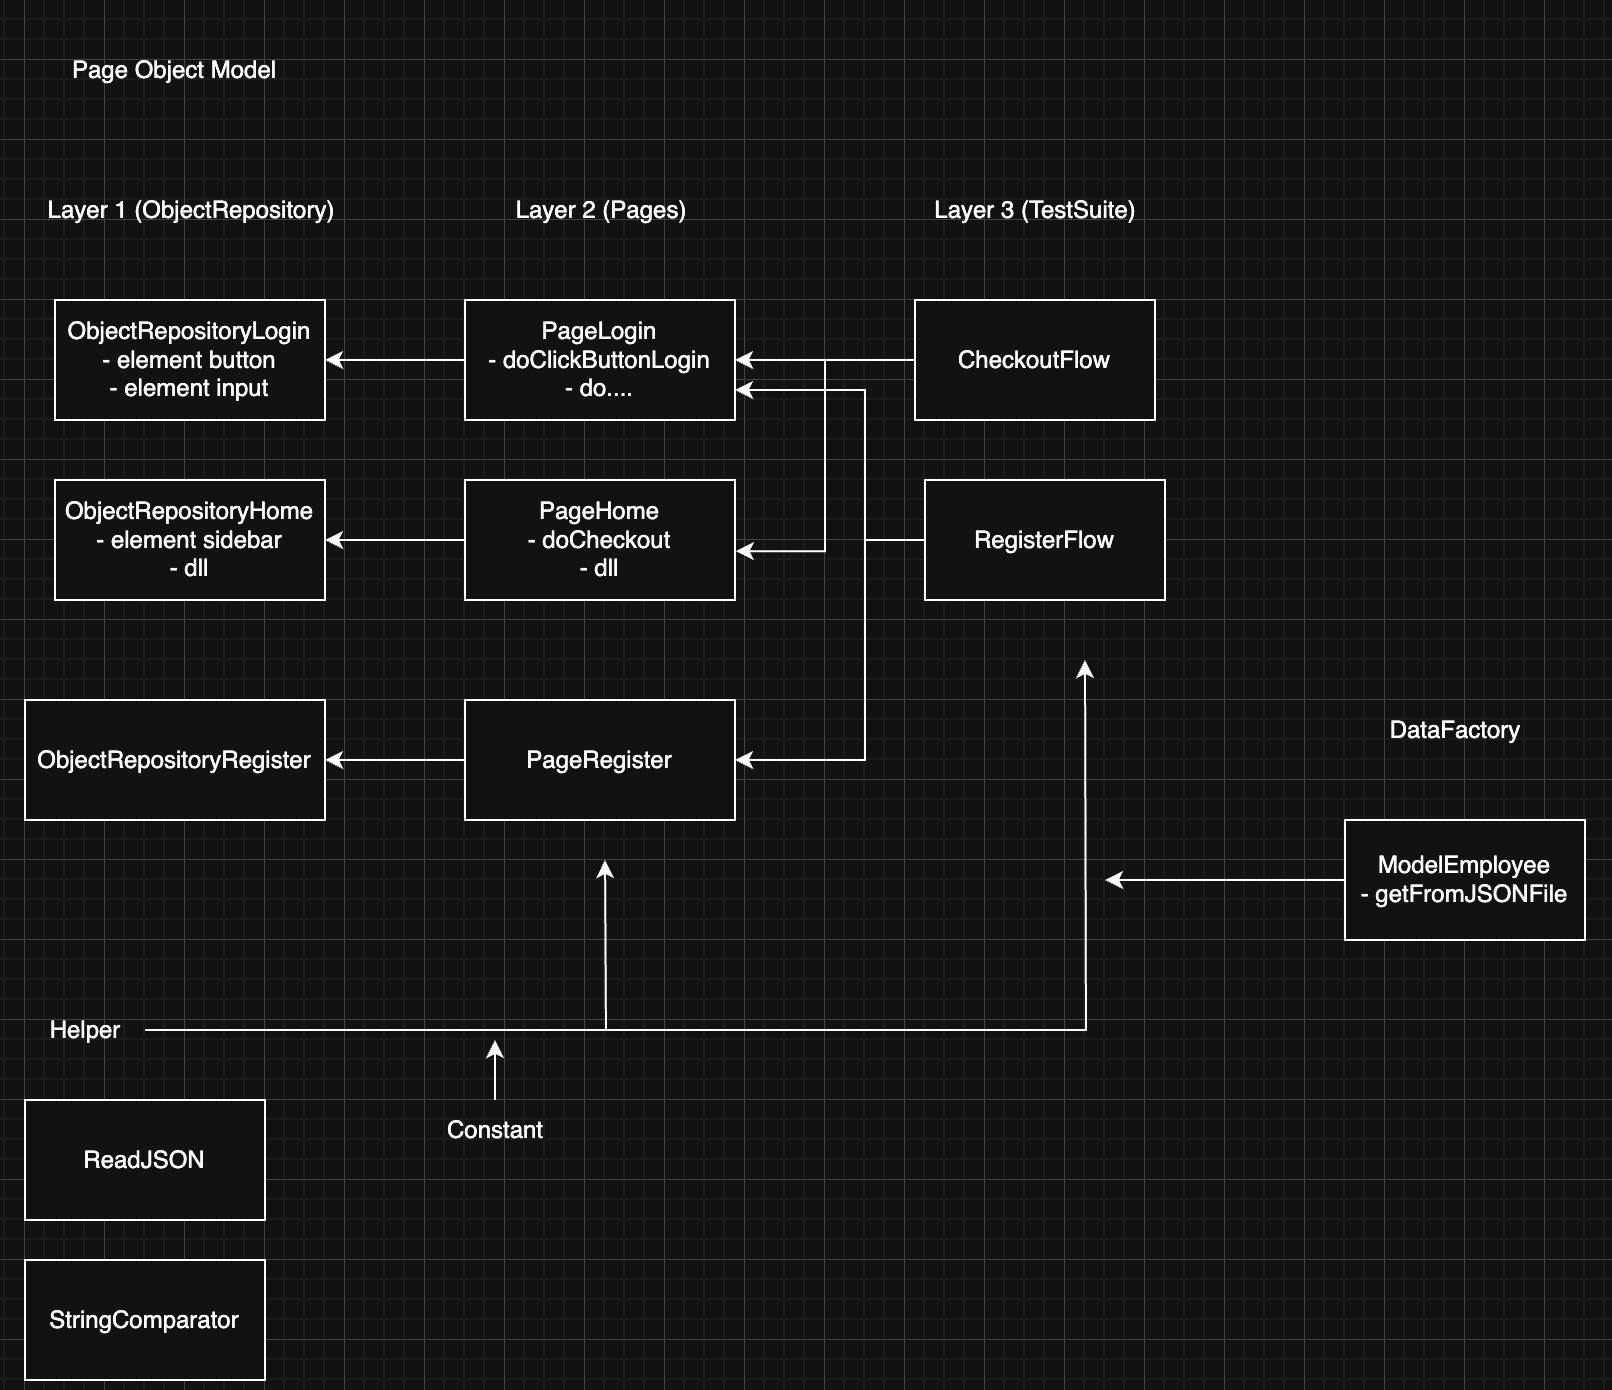 Page Object Model
Layer 1 (ObjectRepository)
Layer 2 (Pages)
Layer 3 (TestSuite)
ObjectRepositoryLogin
- element button
- element input
PageLogin
- doClickButtonLogin
- do....
CheckoutFlow
ObjectRepositoryHome
- element sidebar
- dll
PageHome
- doCheckout
- dll
RegisterFlow
ObjectRepositoryRegister
PageRegister
DataFactory
ModelEmployee
- getFromJSONFile
Helper
Constant
ReadJSON
StringComparator